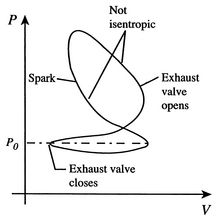 P
Not
isentropic
Spark
Exhaust
valve
opens
P₀
Exhaust valve
closes
V